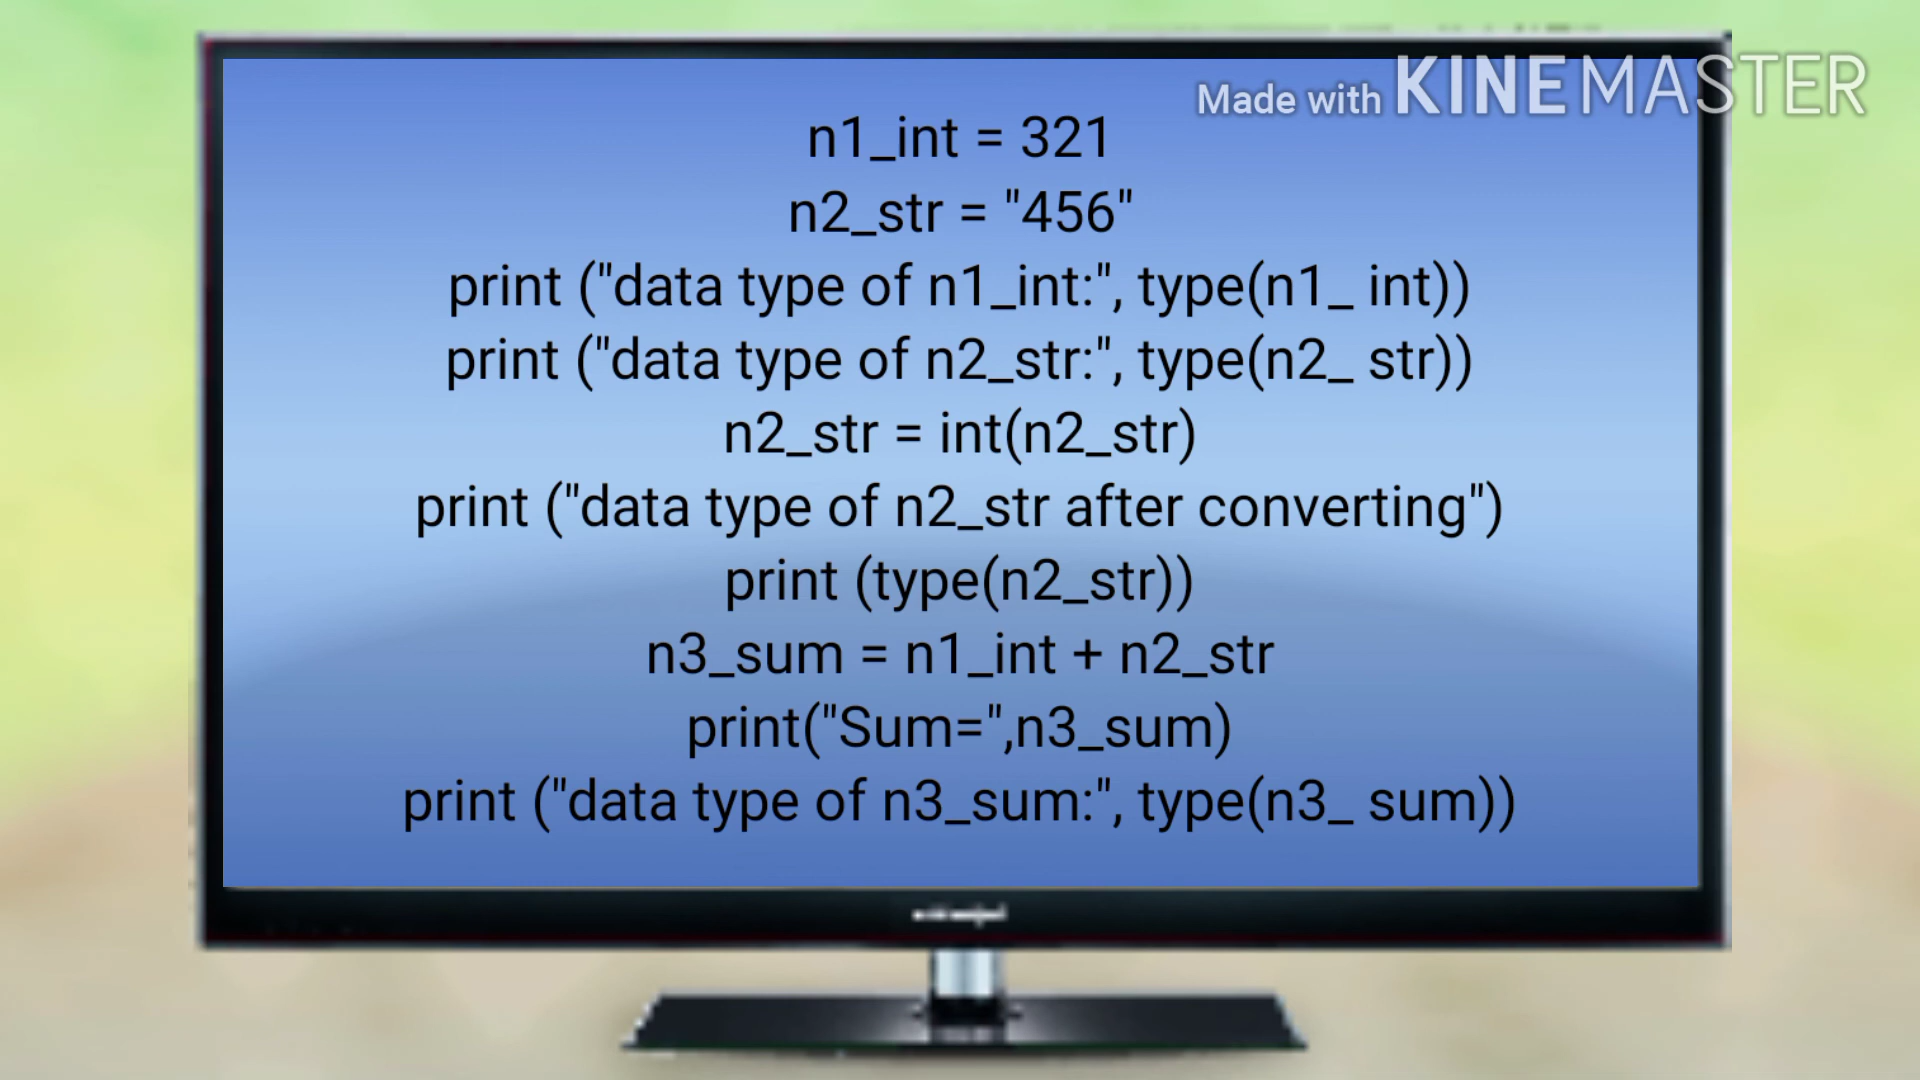 Made with KINEMASTER
n1_int = 321
n2_str = "456"
print ("data type of n1_int:", type(n1_ int))
print ("data type of n2_str:", type(n2_ str))
n2_str = int(n2_str)
print ("data type of n2_str after converting")
print (type(n2_str))
n3_sum = n1_int + n2_str
print("Sum=",n3_sum)
print ("data type of n3_sum:", type(n3_ sum))